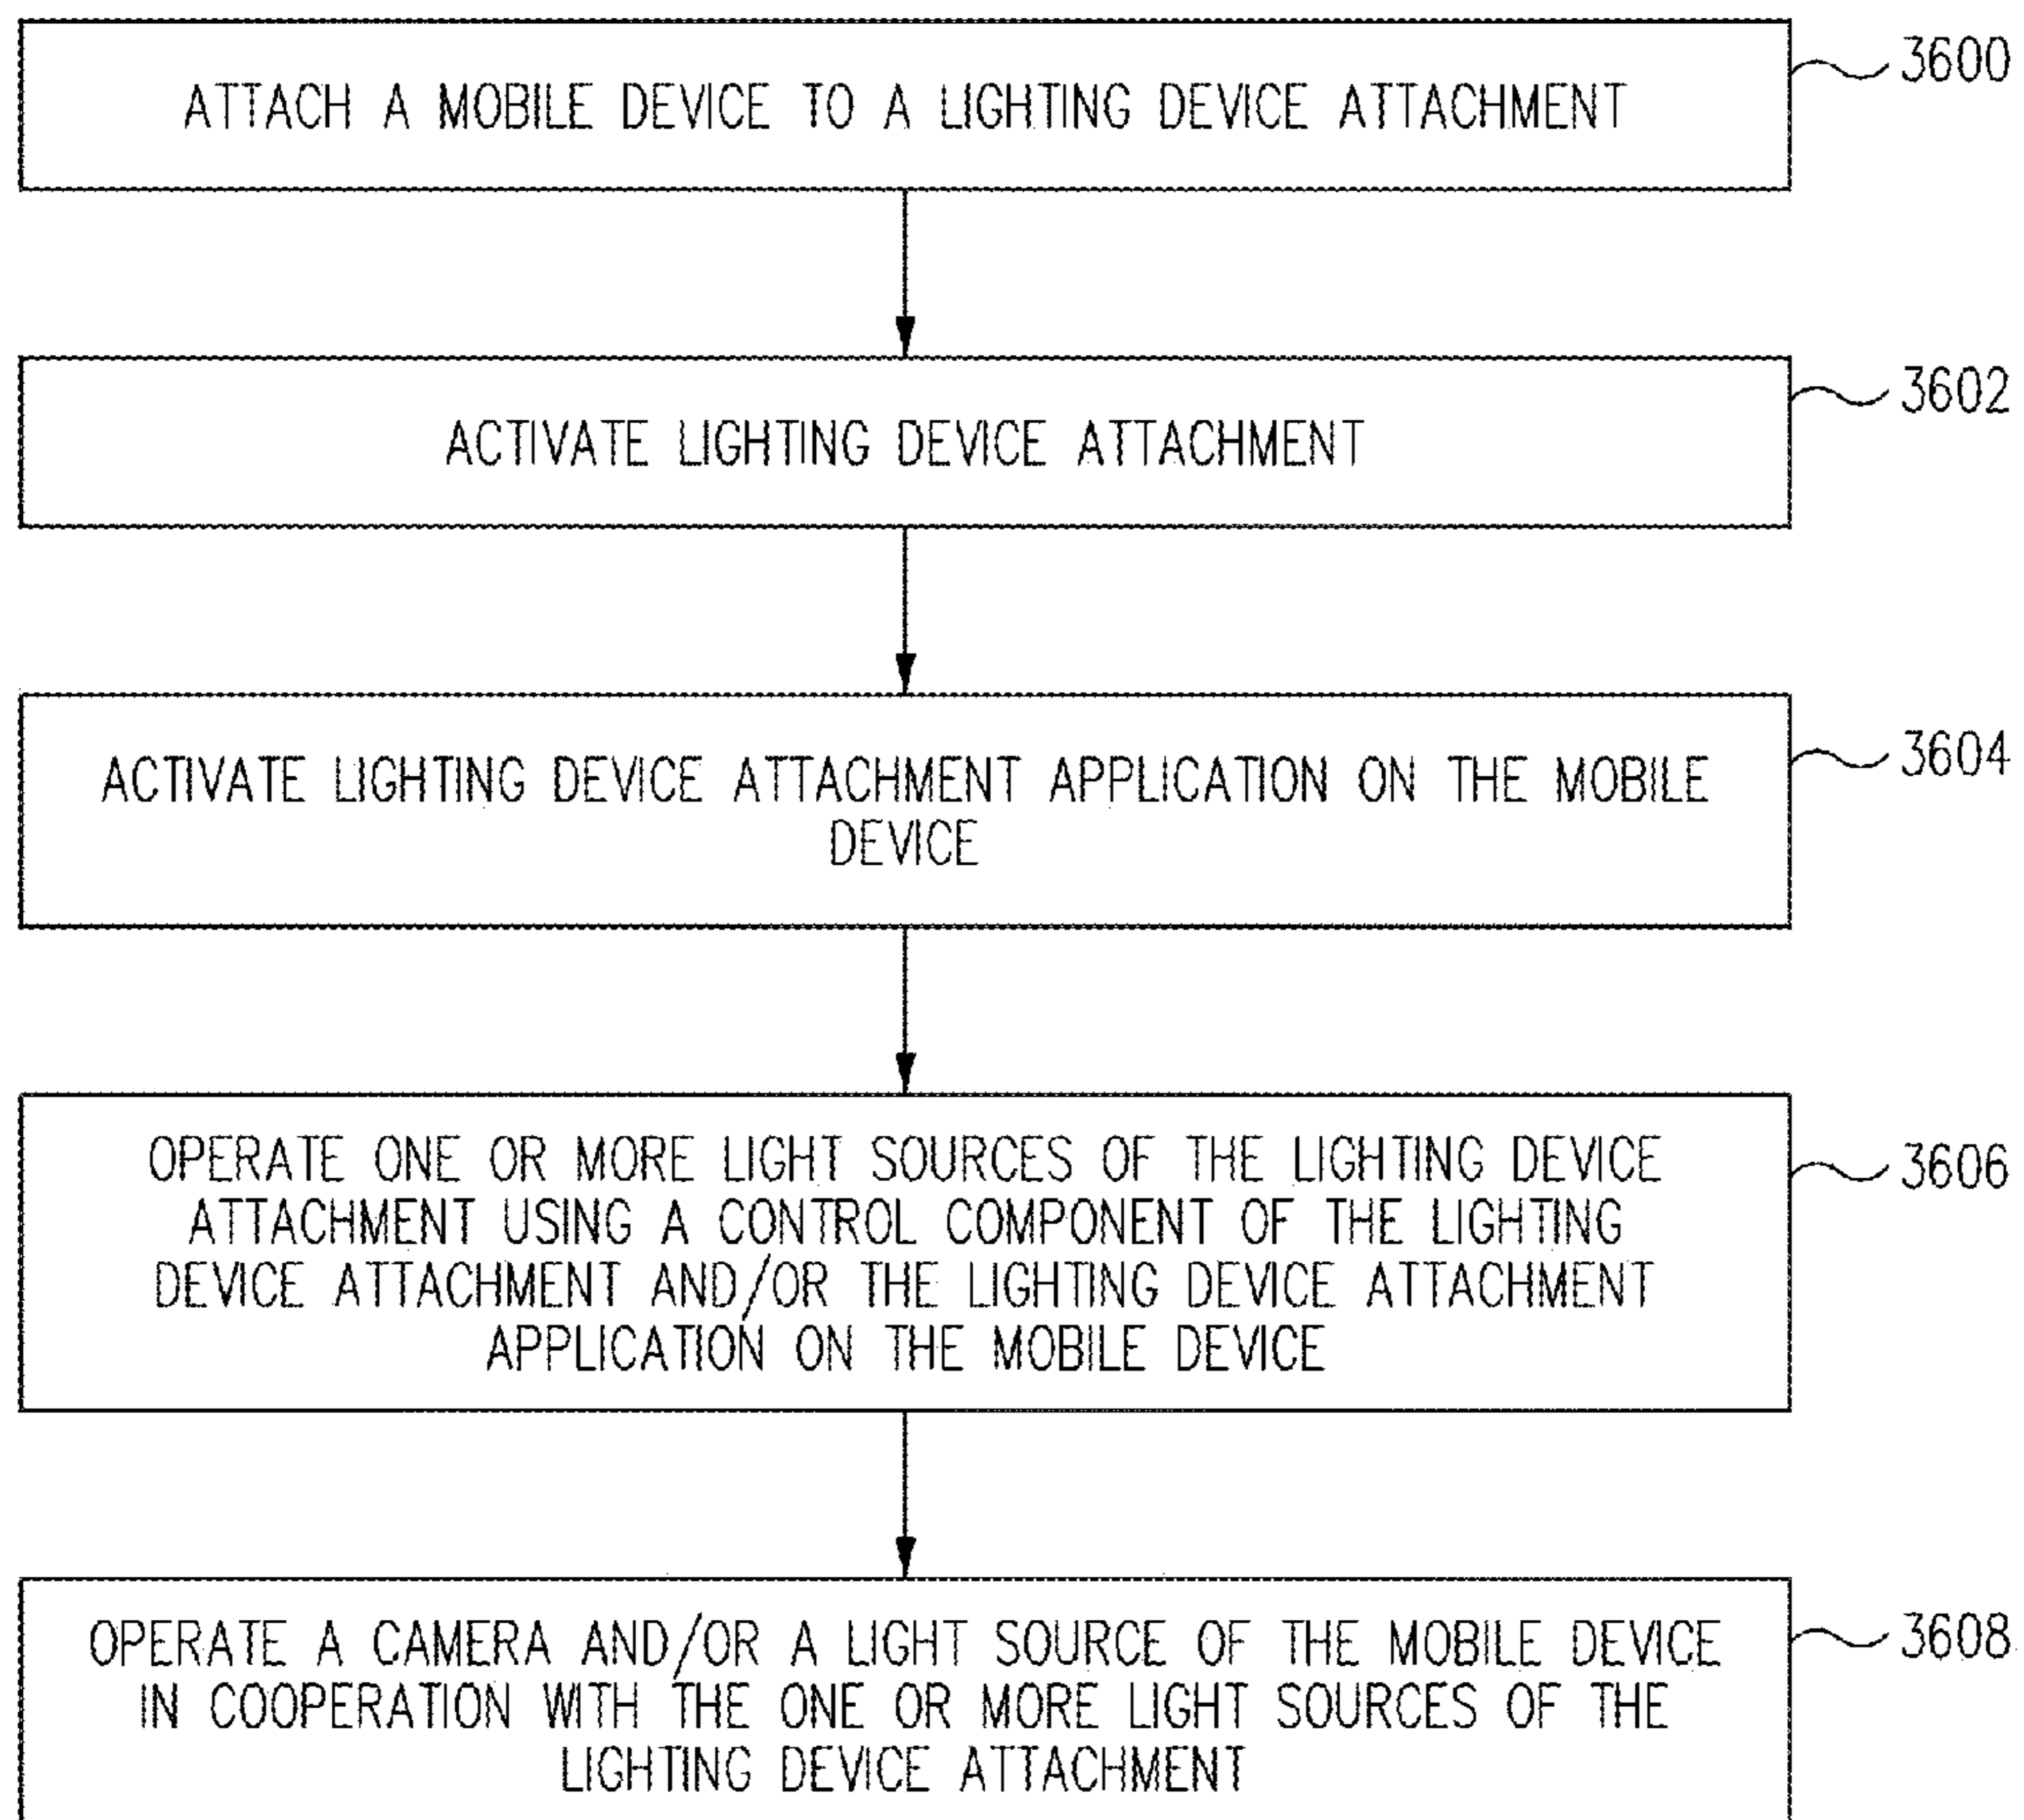 ATTACH A MOBILE DEVICE TO A LIGHTING DEVICE ATTACHMENT
3600
ACTIVATE LIGHTING DEVICE ATTACHMENT
3602
ACTIVATE LIGHTING DEVICE ATTACHMENT APPLICATION ON THE MOBILE
DEVICE
3604
OPERATE ONE OR MORE LIGHT SOURCES OF THE LIGHTING DEVICE
ATTACHMENT USING A CONTROL COMPONENT OF THE LIGHTING
DEVICE ATTACHMENT AND/OR THE LIGHTING DEVICE ATTACHMENT
APPLICATION ON THE MOBILE DEVICE
3606
OPERATE A CAMERA AND/OR A LIGHT SOURCE OF THE MOBILE DEVICE
IN COOPERATION WITH THE ONE OR MORE LIGHT SOURCES OF THE
LIGHTING DEVICE ATTACHMENT
3608